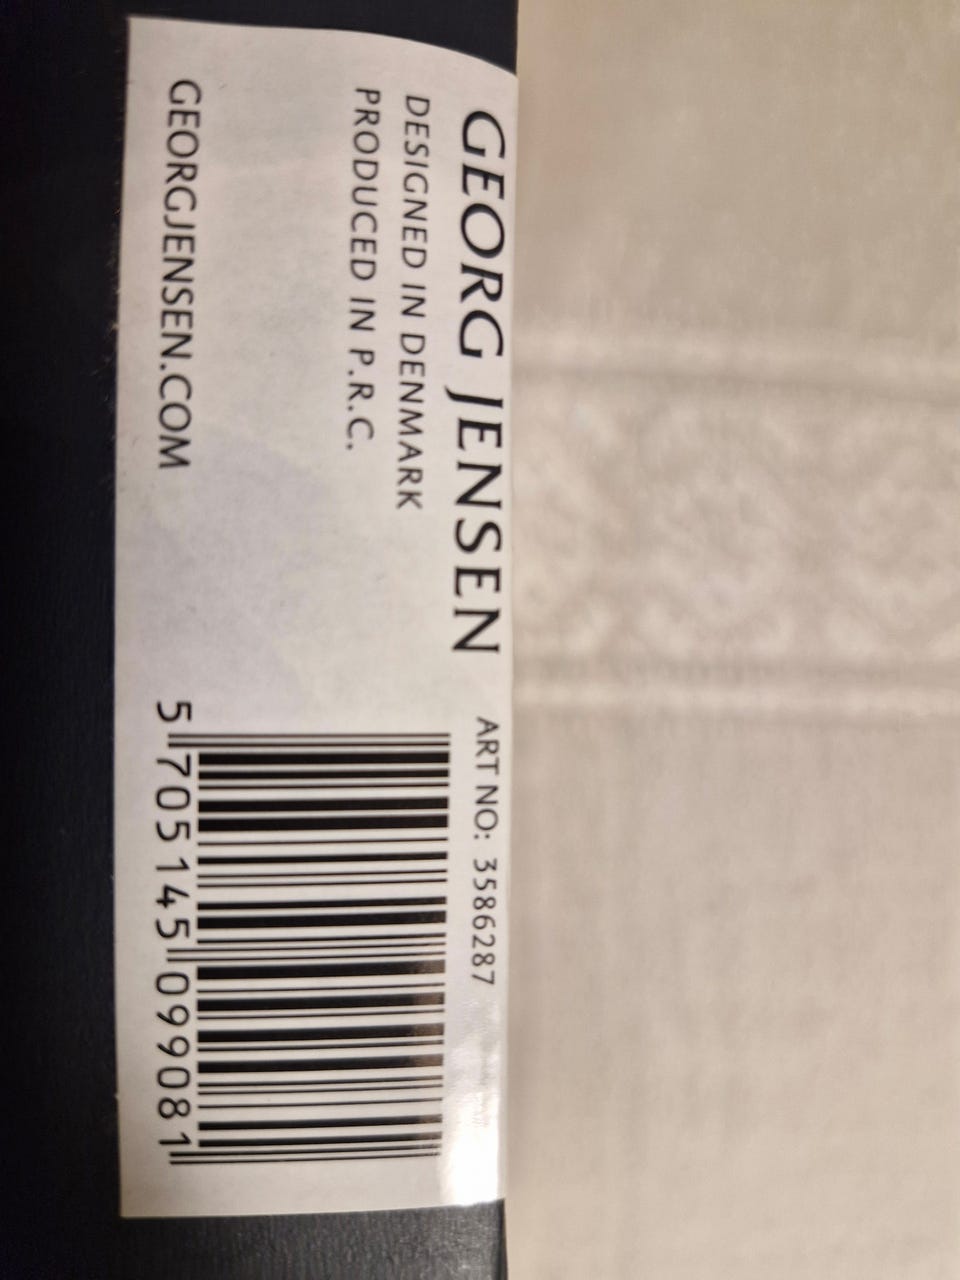 GEORG JENSEN
DESIGNED IN DENMARK
PRODUCED IN P.R.C.
GEORGJENSEN.COM
ART NO: 3586287
5 705145 099081